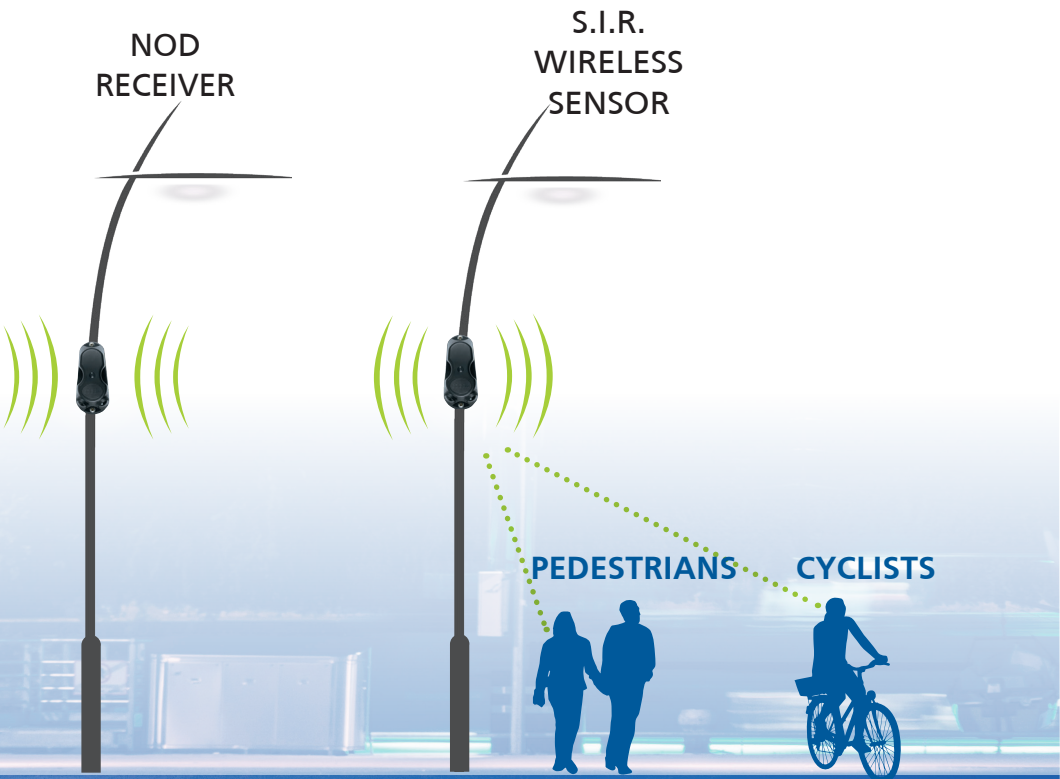 NOD
RECEIVER
S.I.R.
WIRELESS
SENSOR
PEDESTRIANS
CYCLISTS